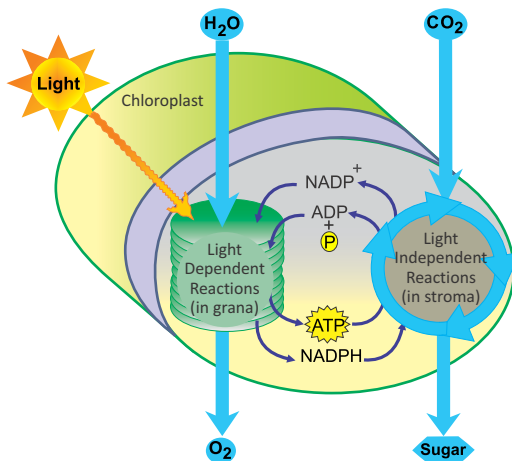 H₂O
CO₂
Light
Chloroplast
NADP⁺
ADP
+
P
Light
Dependent
Reactions
(in grana)
Light
Independent
Reactions
(in stroma)
ATP
NADPH
O₂
Sugar